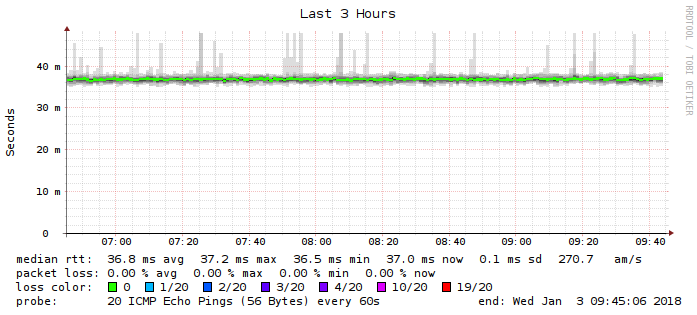 Last 3 Hours
RRDTOOL / TOBI OETIKER
Seconds
40 m
30 m
20 m
10 m
0
07:00 07:20 07:40 08:00 08:20 08:40 09:00 09:20 09:40
median rtt: 36.8 ms avg 37.2 ms max 36.5 ms min 37.0 ms now 0.1 ms sd 270.7 am/s
packet loss: 0.00 % avg 0.00 % max 0.00 % min 0.00 % now
loss color: 0 1/20 2/20 3/20 4/20 10/20 19/20
probe: 20 ICMP Echo Pings (56 Bytes) every 60s end: Wed Jan 3 09:45:06 2018